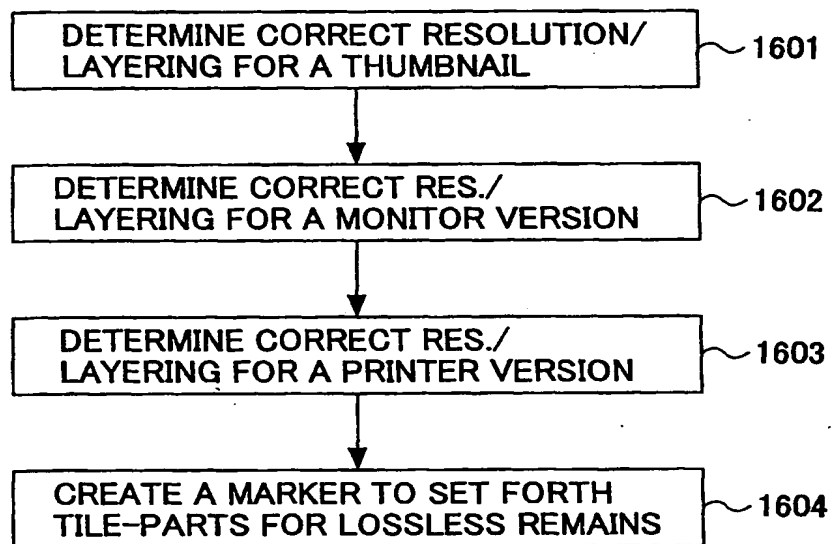 DETERMINE CORRECT RESOLUTION/
LAYERING FOR A THUMBNAIL
1601
DETERMINE CORRECT RES./
LAYERING FOR A MONITOR VERSION
1602
DETERMINE CORRECT RES./
LAYERING FOR A PRINTER VERSION
1603
CREATE A MARKER TO SET FORTH
TILE-PARTS FOR LOSSLESS REMAINS
1604